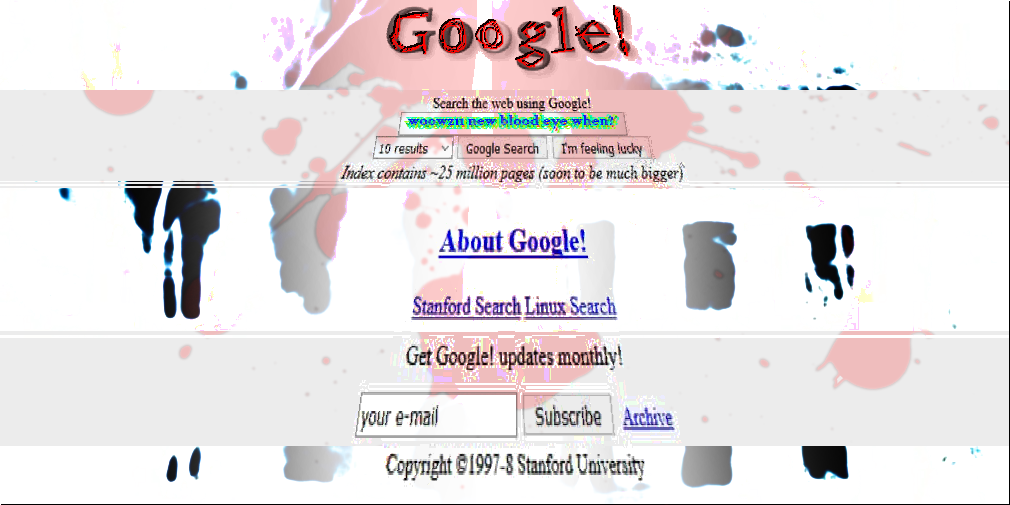 Google!
Search the web using Google!
woowzu new blood eye when?
10 results Google Search I'm feeling lucky
Index contains ~25 million pages (soon to be much bigger)
About Google!
Stanford Search Linux Search
Get Google! updates monthly!
your e-mail Subscribe Archive
Copyright ©1997-8 Stanford University